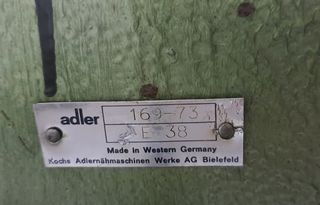 adler 169-73
E 38
Made in Western Germany
Kochs Adlernähmaschinen Werke AG Bielefeld